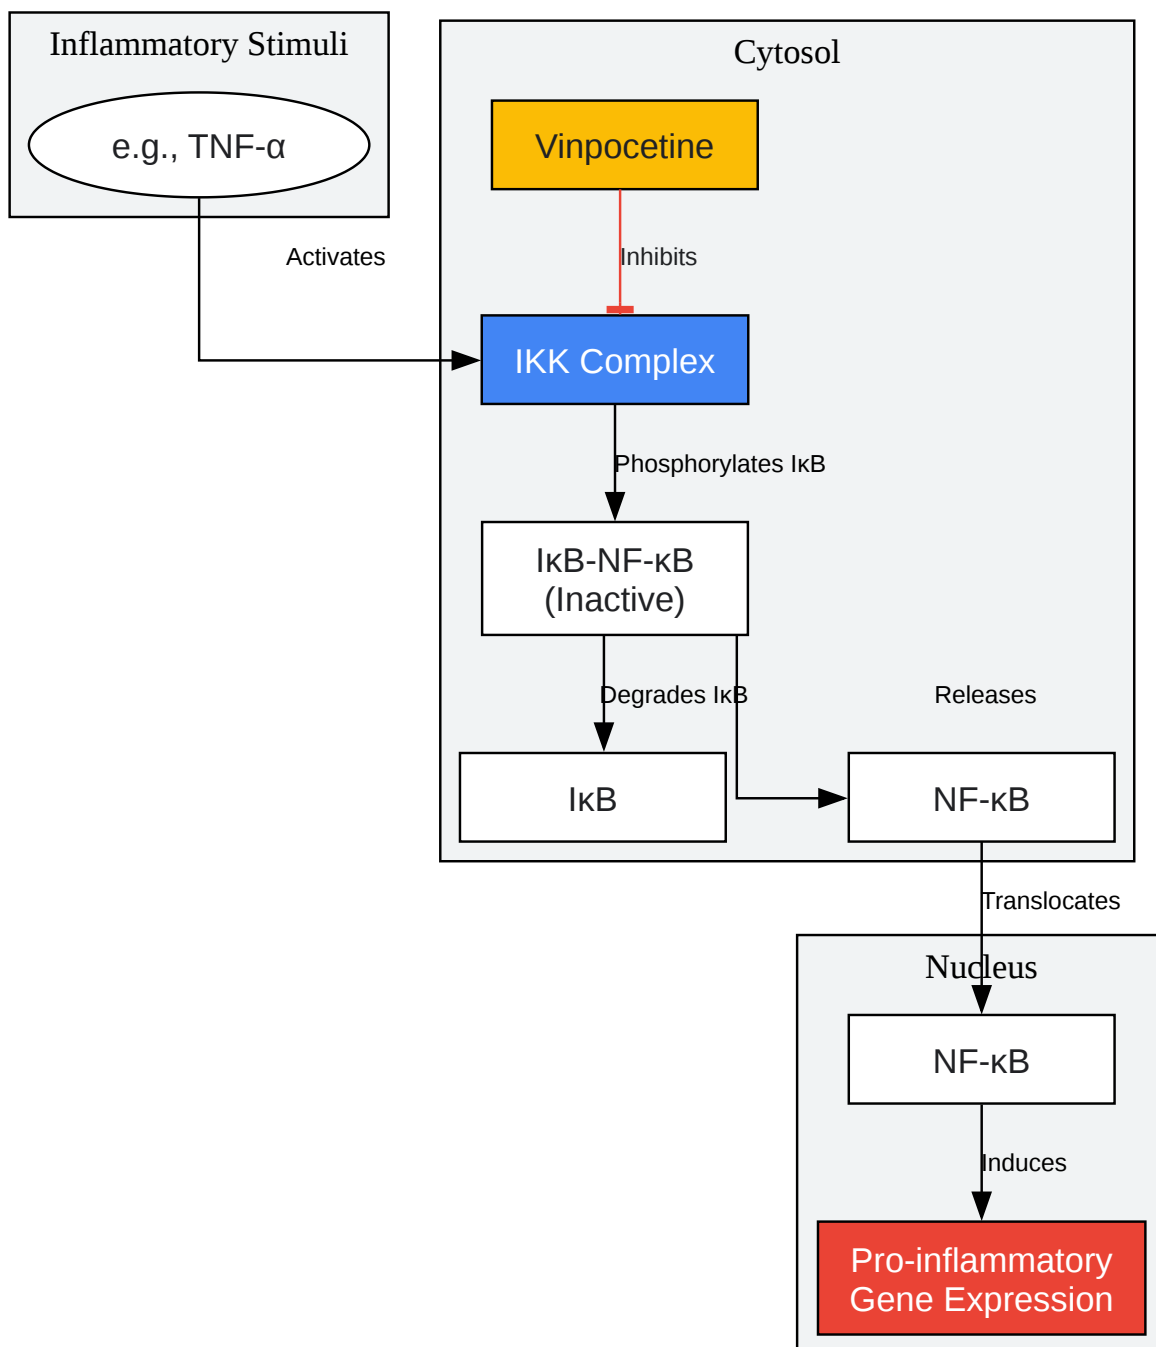 Inflammatory Stimuli
e.g., TNF-α
Activates
Cytosol
Vinpocetine
Inhibits
IKK Complex
Phosphorylates IκB
IκB-NF-κB
(Inactive)
Degrades IκB
Releases
IκB
NF-κB
Translocates
Nucleus
NF-κB
Induces
Pro-inflammatory
Gene Expression